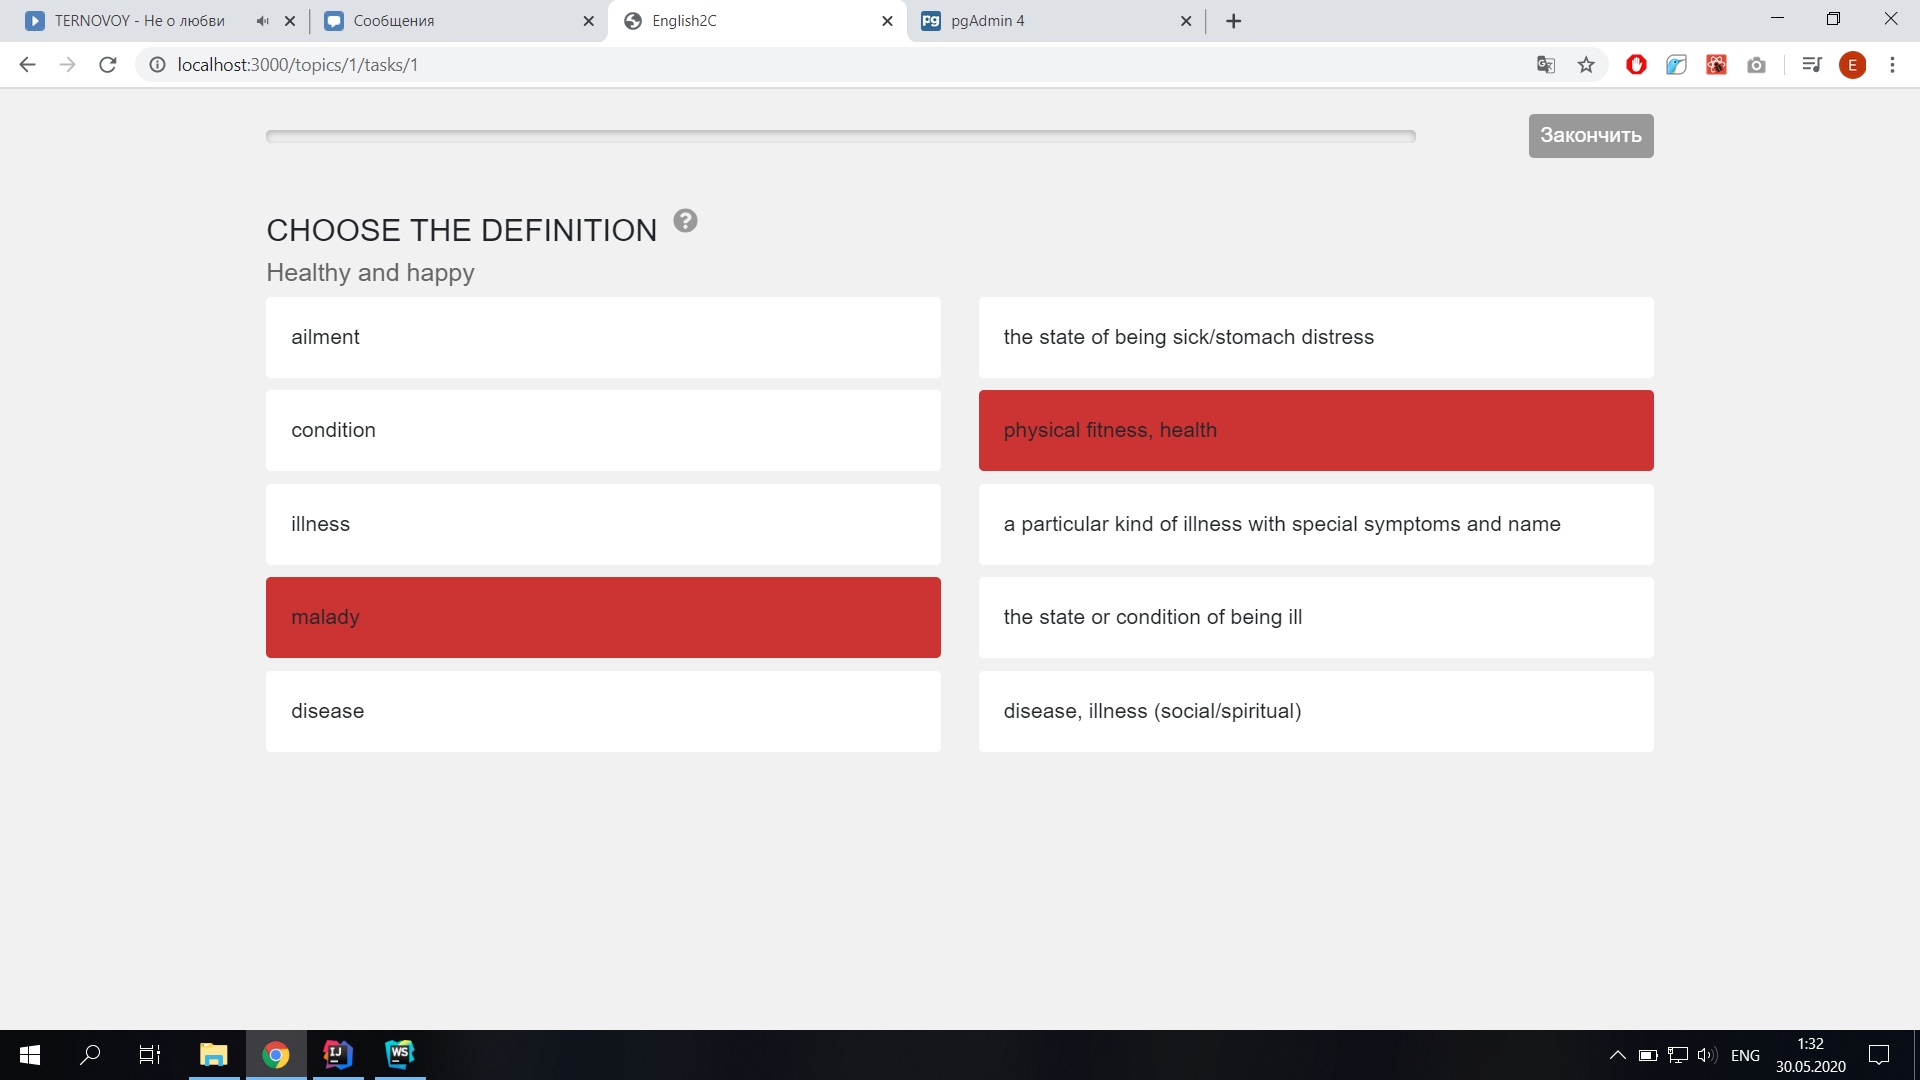 TERNOVOY - Не о любви
Сообщения
English2C
pgAdmin 4
localhost:3000/topics/1/tasks/1
E
Закончить
CHOOSE THE DEFINITION ?
Healthy and happy
ailment
the state of being sick/stomach distress
condition
physical fitness, health
illness
a particular kind of illness with special symptoms and name
malady
the state or condition of being ill
disease
disease, illness (social/spiritual)
IJ
WS
ENG
1:32
30.05.2020